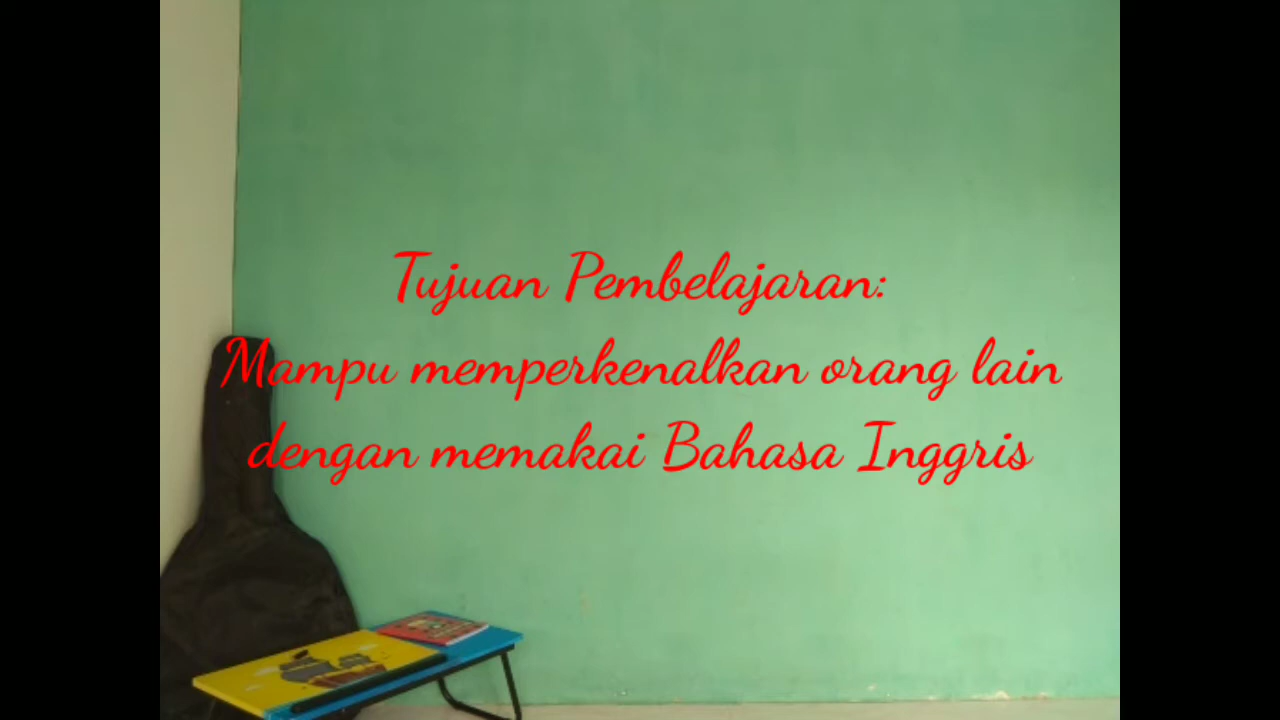 Tujuan Pembelajaran:
Mampu memperkenalkan orang lain
dengan memakai Bahasa Inggris